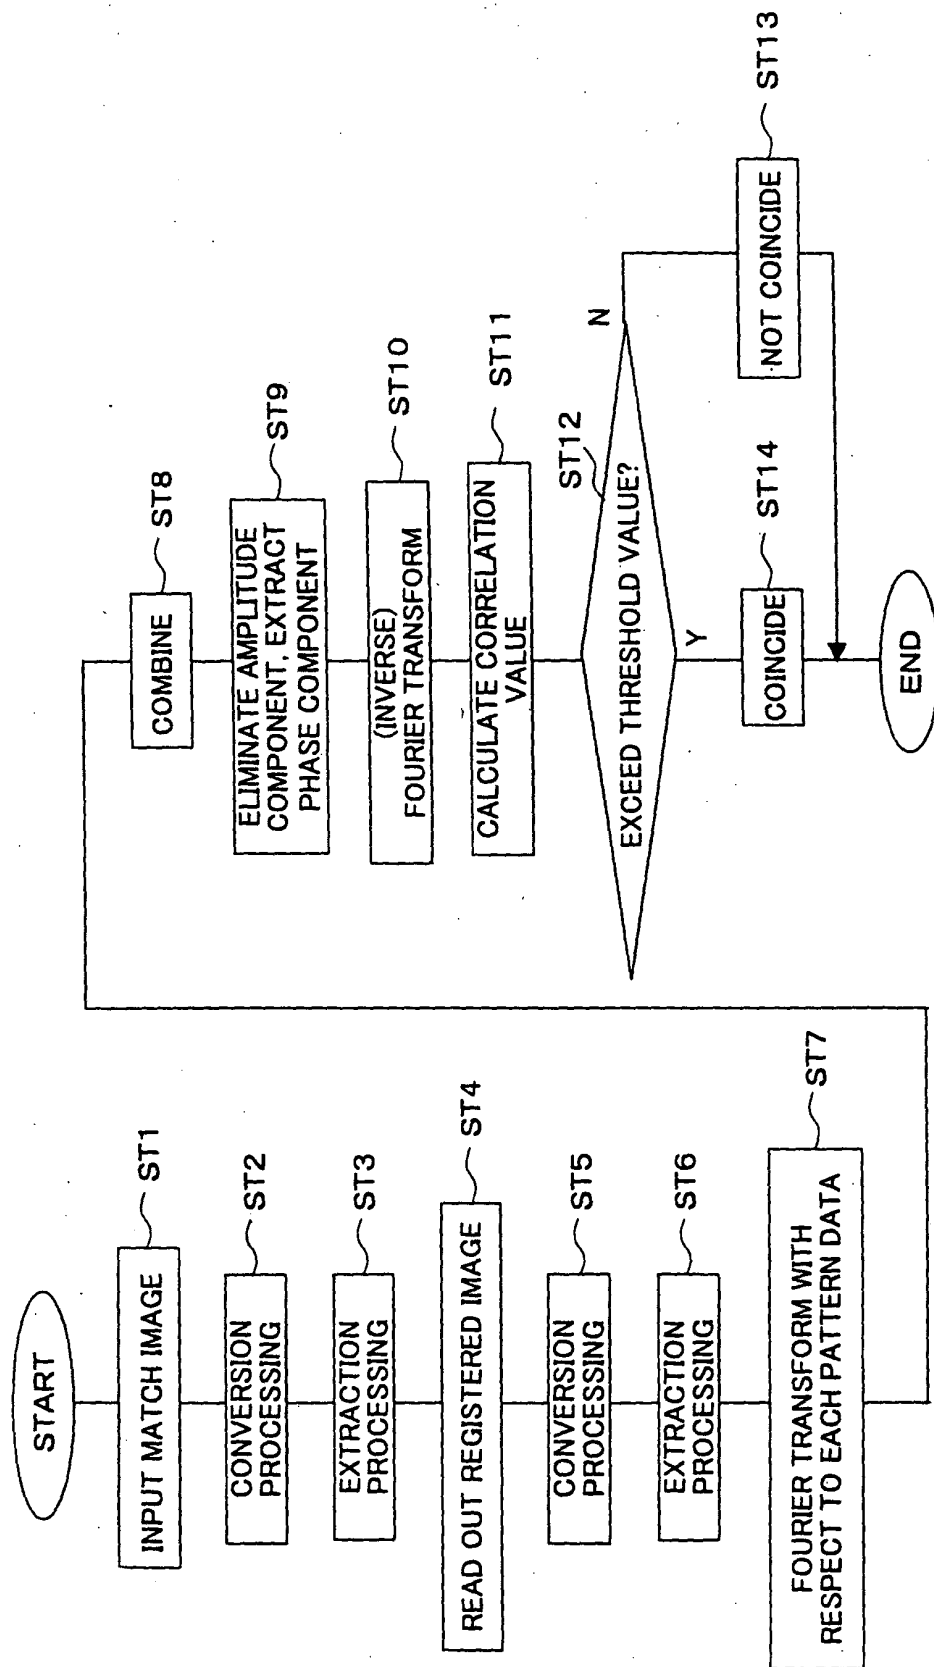 START
INPUT MATCH IMAGE
ST1
CONVERSION
PROCESSING
ST2
EXTRACTION
PROCESSING
ST3
READ OUT REGISTERED IMAGE
ST4
CONVERSION
PROCESSING
ST5
EXTRACTION
PROCESSING
ST6
FOURIER TRANSFORM WITH
RESPECT TO EACH PATTERN DATA
ST7
COMBINE
ST8
ELIMINATE AMPLITUDE
COMPONENT, EXTRACT
PHASE COMPONENT
ST9
(INVERSE)
FOURIER TRANSFORM
ST10
CALCULATE CORRELATION
VALUE
ST11
EXCEED THRESHOLD VALUE?
ST12
N
Y
NOT COINCIDE
ST13
COINCIDE
ST14
END